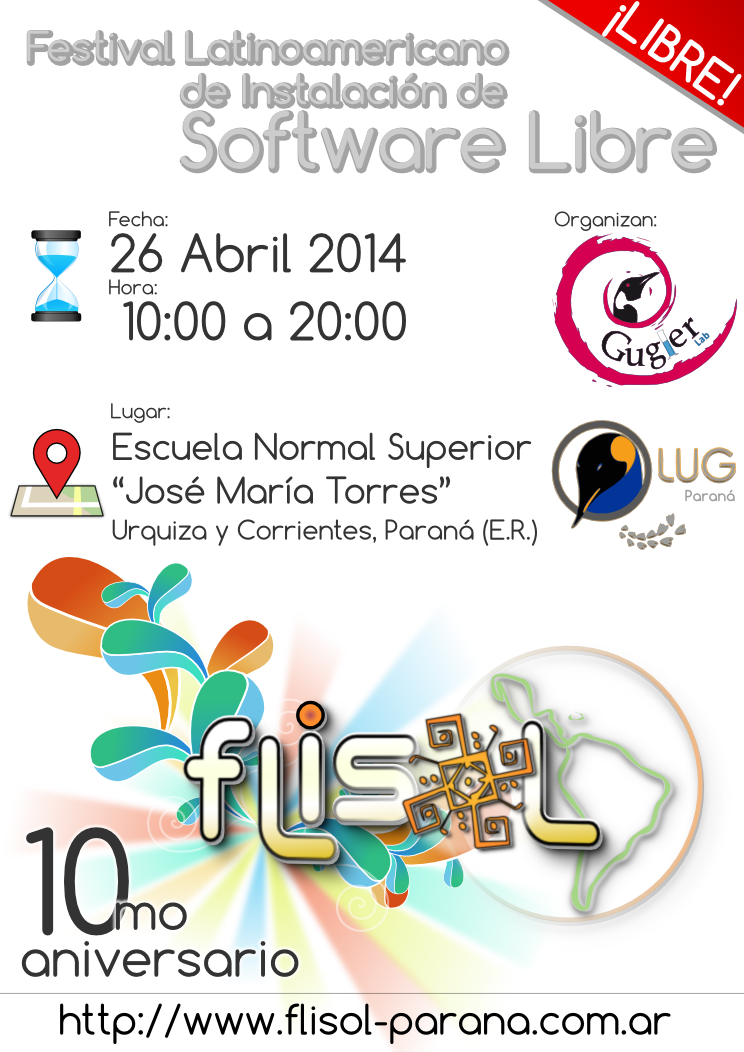 ¡LIBRE!
Festival Latinoamericano
de Instalación de
Software Libre
Fecha:
26 Abril 2014
Hora:
10:00 a 20:00
Organizan:
Gugler
Lab
Lugar:
Escuela Normal Superior
“José María Torres”
Urquiza y Corrientes, Paraná (E.R.)
LUG
Paraná
flisol
10mo
aniversario
http://www.flisol-parana.com.ar